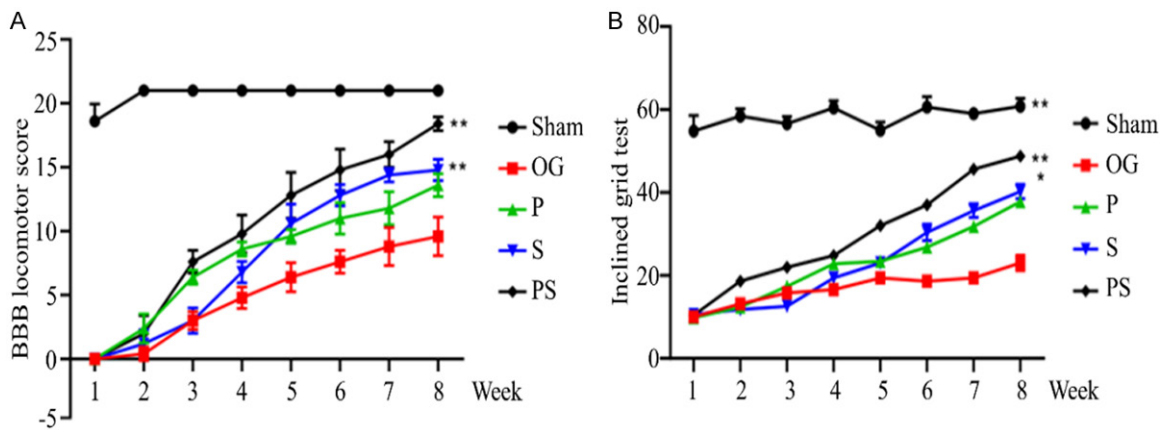 A
BBB locomotor score
25
20
15
10
5
0
-5
1 2 3 4 5 6 7 8 Week
**
**
Sham
OG
P
S
PS
B
Inclined grid test
80
60
40
20
0
1 2 3 4 5 6 7 8 Week
**
**
*
Sham
OG
P
S
PS